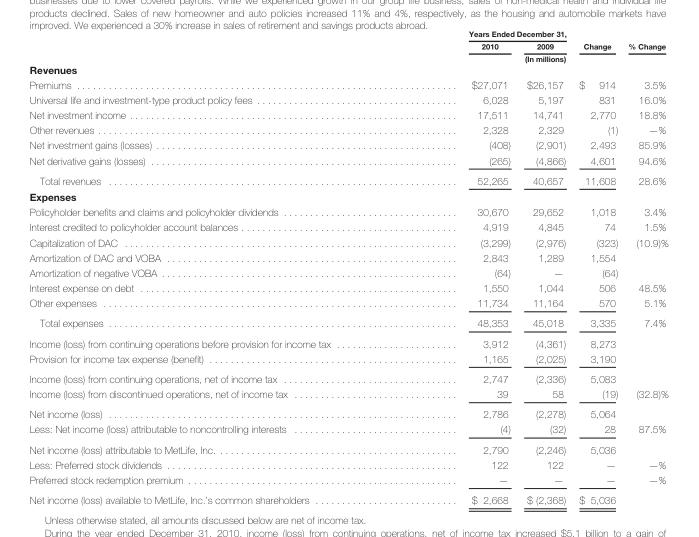 businesses due to lower covered payrolls. While we experienced growth in our group life business, sales of non-medical health and individual life
products declined. Sales of new homeowner and auto policies increased 11% and 4%, respectively, as the housing and automobile markets have
improved. We experienced a 30% increase in sales of retirement and savings products abroad.
Years Ended December 31,
2010 2009 Change % Change
(In millions)
Revenues
Premiums $27,071 $26,157 $ 914 3.5%
Universal life and investment-type product policy fees 6,028 5,197 831 16.0%
Net investment income 17,511 14,741 2,770 18.8%
Other revenues 2,328 2,329 (1) —%
Net investment gains (losses) (408) (2,901) 2,493 85.9%
Net derivative gains (losses) (265) (4,866) 4,601 94.6%
Total revenues 52,265 40,657 11,608 28.6%
Expenses
Policyholder benefits and claims and policyholder dividends 30,670 29,652 1,018 3.4%
Interest credited to policyholder account balances 4,919 4,845 74 1.5%
Capitalization of DAC (3,299) (2,976) (323) (10.9)%
Amortization of DAC and VOBA 2,843 1,289 1,554
Amortization of negative VOBA (64) — (64)
Interest expense on debt 1,550 1,044 506 48.5%
Other expenses 11,734 11,164 570 5.1%
Total expenses 48,353 45,018 3,335 7.4%
Income (loss) from continuing operations before provision for income tax 3,912 (4,361) 8,273
Provision for income tax expense (benefit) 1,165 (2,025) 3,190
Income (loss) from continuing operations, net of income tax 2,747 (2,336) 5,083
Income (loss) from discontinued operations, net of income tax 39 58 (19) (32.8)%
Net income (loss) 2,786 (2,278) 5,064
Less: Net income (loss) attributable to noncontrolling interests (4) (32) 28 87.5%
Net income (loss) attributable to MetLife, Inc. 2,790 (2,246) 5,036
Less: Preferred stock dividends 122 122 — —%
Preferred stock redemption premium — — — —%
Net income (loss) available to MetLife, Inc.'s common shareholders $ 2,668 $ (2,368) $ 5,036
Unless otherwise stated, all amounts discussed below are net of income tax.
During the year ended December 31, 2010, income (loss) from continuing operations, net of income tax increased $5.1 billion to a gain of